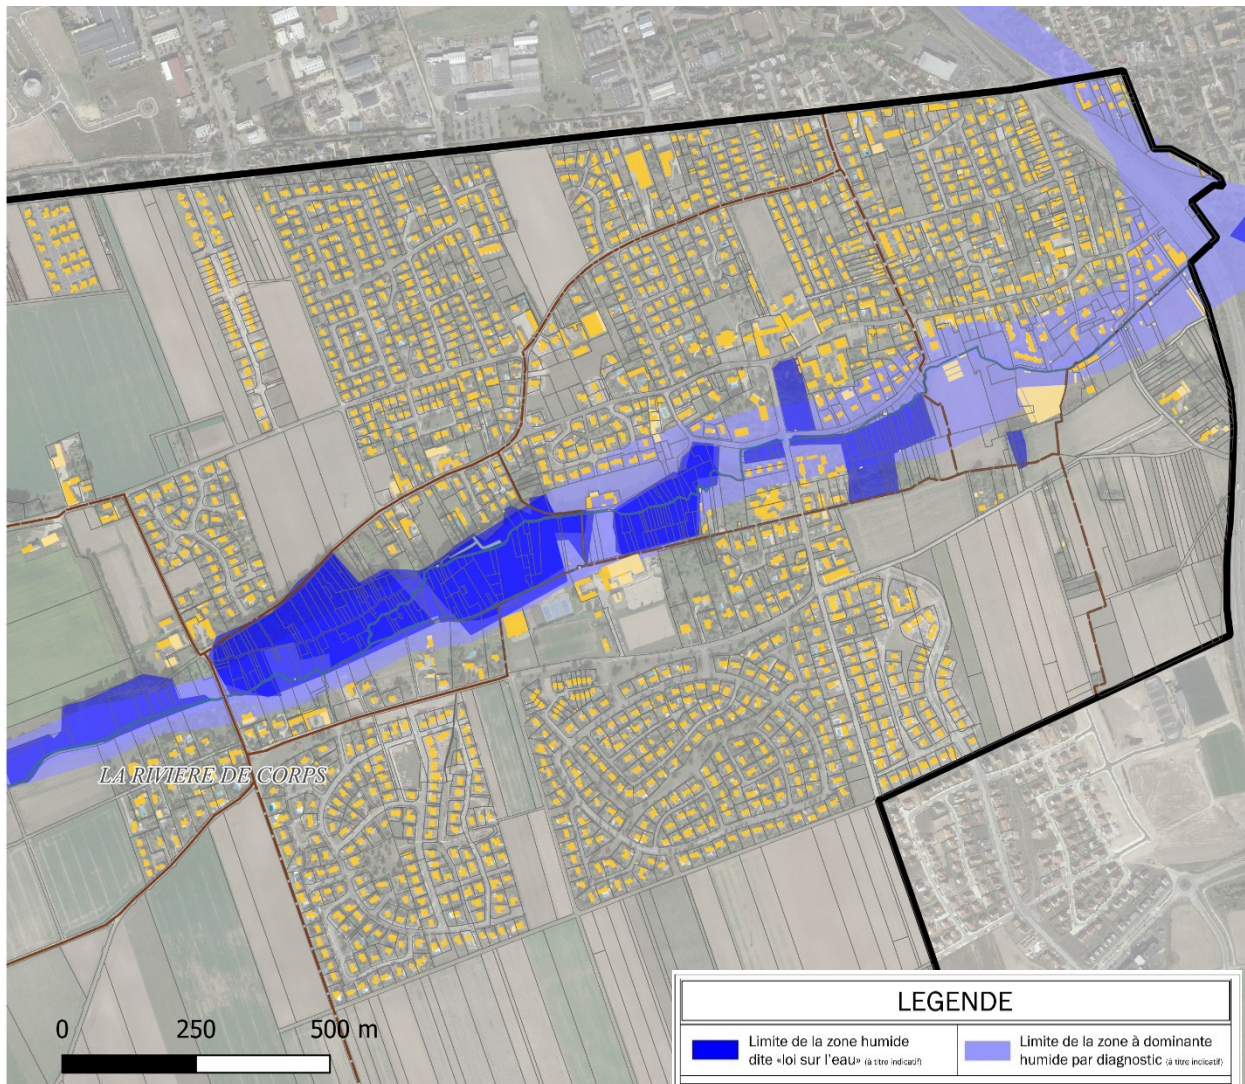 LA RIVIERE DE CORPS
0 250 500 m
LEGENDE
Limite de la zone humide
dite «loi sur l'eau» (à titre indicatif)
Limite de la zone à dominante
humide par diagnostic (à titre indicatif)